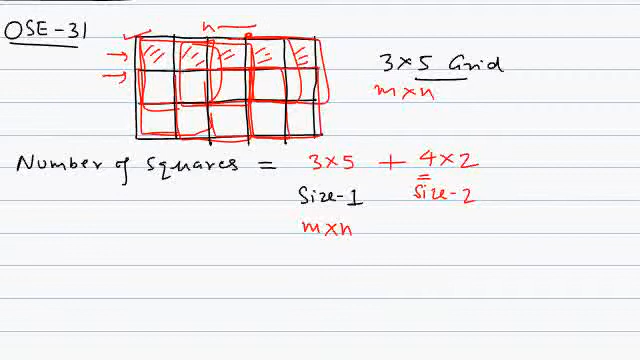 OSE-31
n
3×5 Grid
m×n
Number of squares = 3×5 + 4×2
Size-1 Size-2
m×n